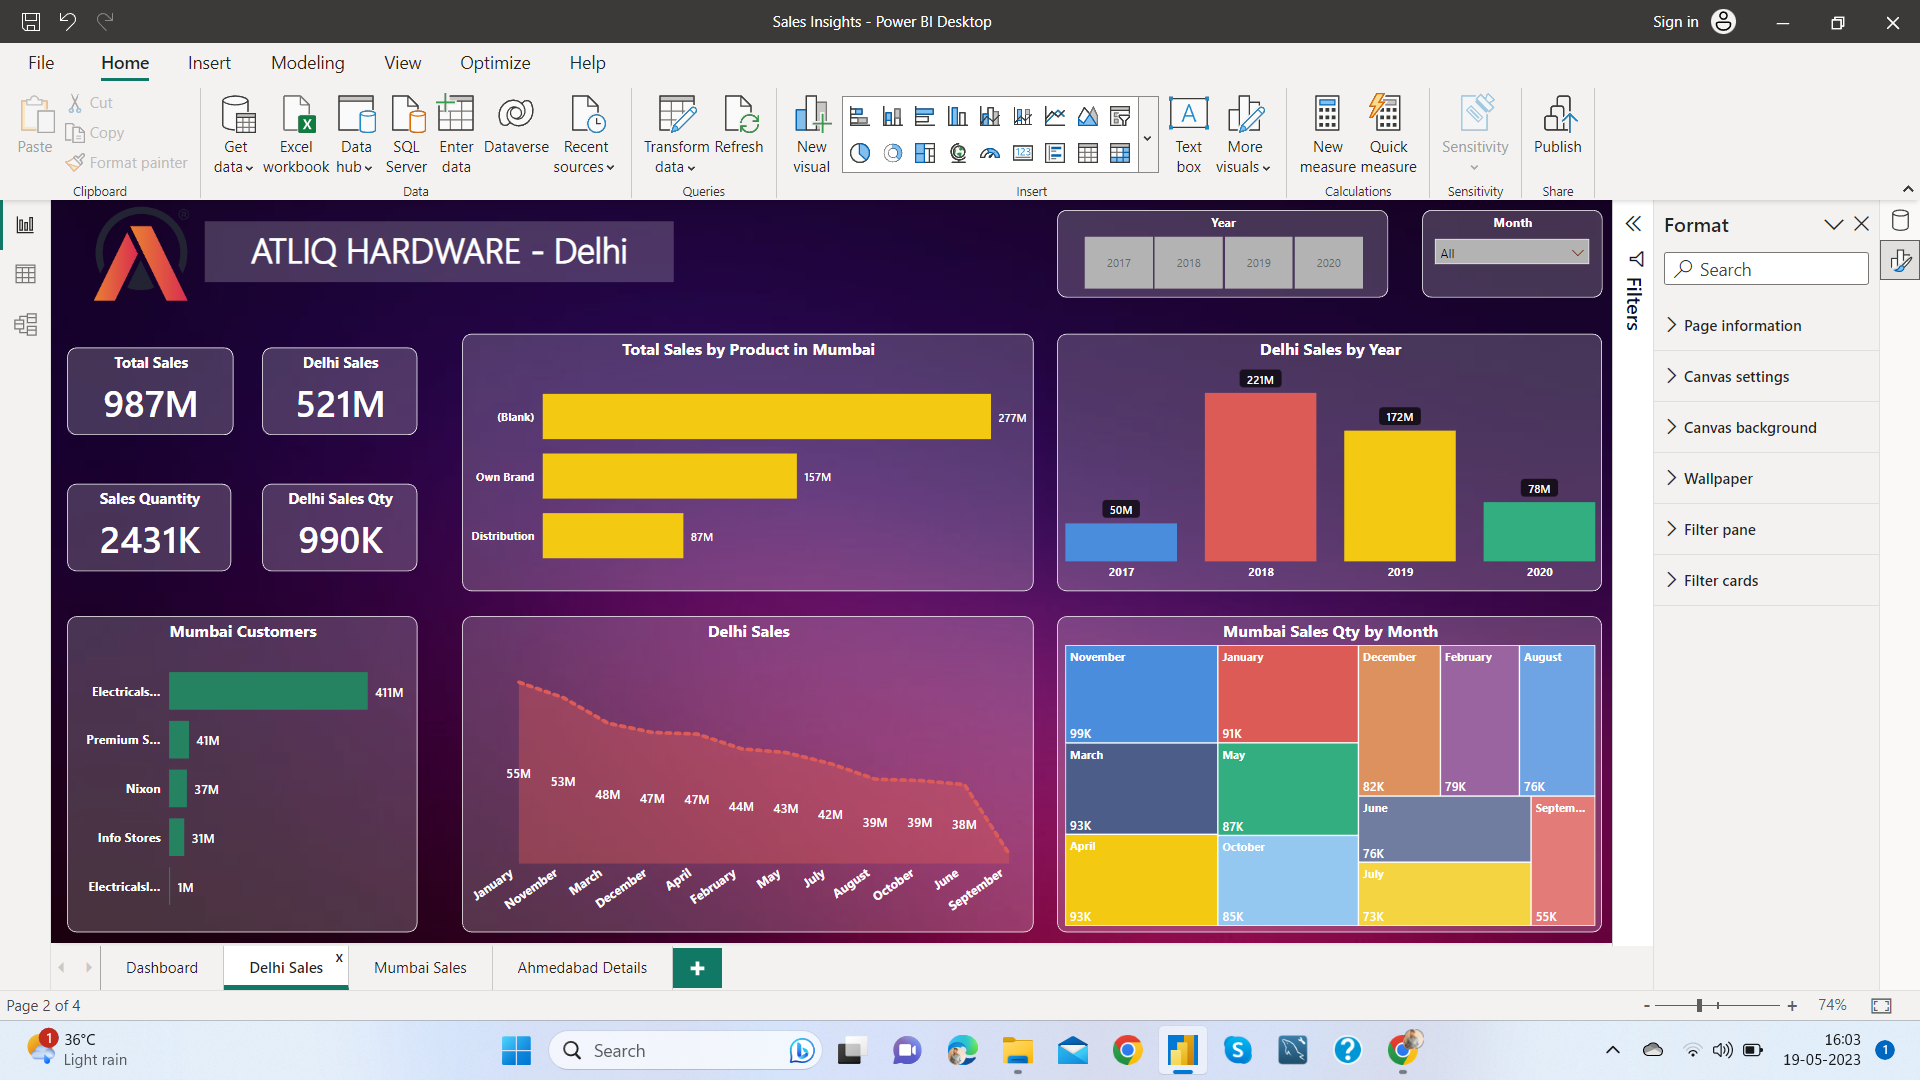 Sales Insights - Power BI Desktop
Sign in
File
Home
Insert
Modeling
View
Optimize
Help
Paste
Cut
Copy
Format painter
Clipboard
Get data
Excel workbook
Data hub
SQL Server
Enter data
Dataverse
Recent sources
Data
Transform data
Refresh
Queries
New visual
123
Text box
More visuals
Insert
New measure
Quick measure
Calculations
Sensitivity
Sensitivity
Publish
Share
ATLIQ HARDWARE - Delhi
Year
2017
2018
2019
2020
Month
All
Filters
Format
Search
Page information
Canvas settings
Canvas background
Wallpaper
Filter pane
Filter cards
Total Sales
987M
Delhi Sales
521M
Sales Quantity
2431K
Delhi Sales Qty
990K
Total Sales by Product in Mumbai
(Blank)
277M
Own Brand
157M
Distribution
87M
Delhi Sales by Year
50M
221M
172M
78M
2017
2018
2019
2020
Mumbai Customers
Electricals...
411M
Premium S...
41M
Nixon
37M
Info Stores
31M
Electricalsl...
1M
Delhi Sales
55M
53M
48M
47M
47M
44M
43M
42M
39M
39M
38M
January
November
March
December
April
February
May
July
August
October
June
September
Mumbai Sales Qty by Month
November
99K
January
91K
December
82K
February
79K
August
76K
March
93K
May
87K
June
76K
Septem...
55K
April
93K
October
85K
July
73K
Dashboard
Delhi Sales
x
Mumbai Sales
Ahmedabad Details
+
Page 2 of 4
- + 74%
1
36°C
Light rain
Search
16:03
19-05-2023
1